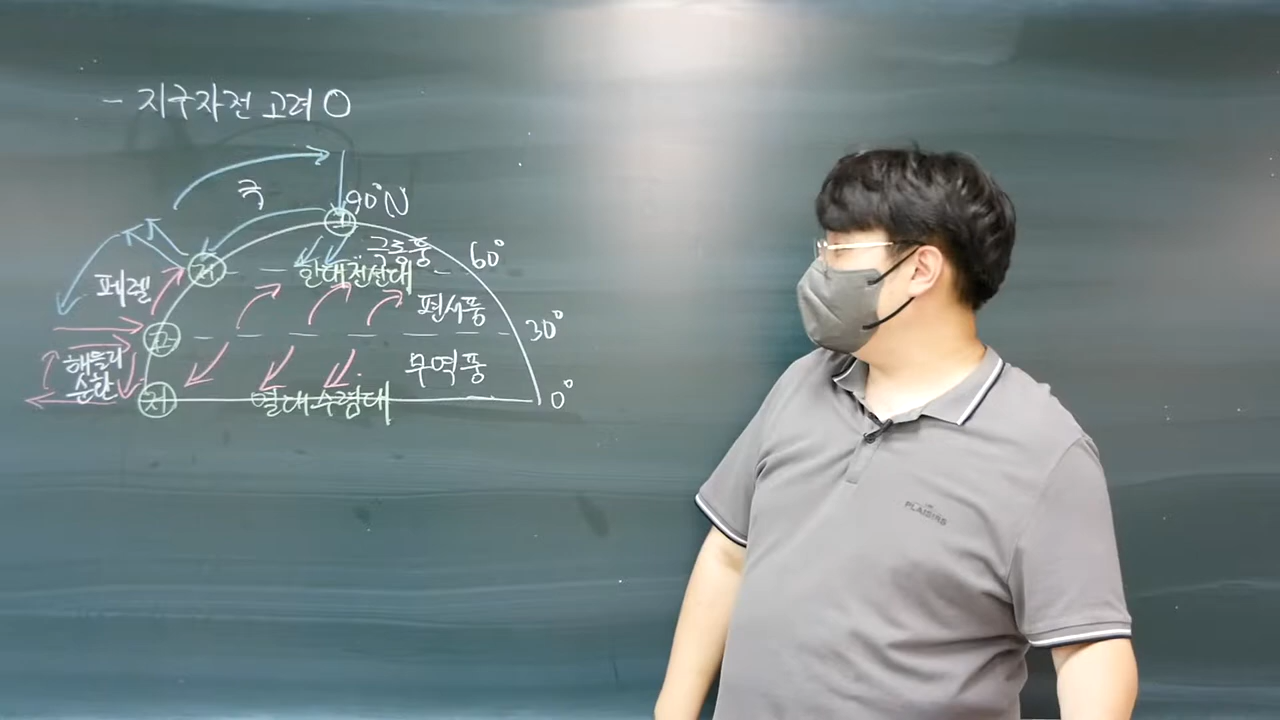 - 지구자전 고려 O
극
90°N
고
극동풍
60°
저
한대전선대
페렐
편서풍
30°
고
해들리
순환
무역풍
저
열대수렴대
0°
PLAISIRS